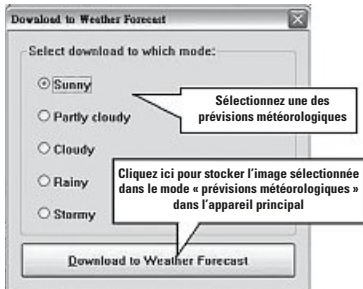 Download to Weather Forecast
Select download to which mode:
Sunny
Sélectionnez une des
prévisions météorologiques
Partly cloudy
Cloudy
Cliquez ici pour stocker l'image sélectionnée
dans le mode « prévisions météorologiques »
dans l'appareil principal
Rainy
Stormy
Download to Weather Forecast